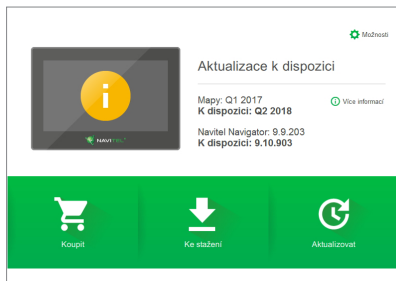 Možnosti
Aktualizace k dispozici
Mapy: Q1 2017
Více informací
K dispozici: Q2 2018
Navitel Navigator: 9.9.203
K dispozici: 9.10.903
NAVITEL
Koupit
Ke stažení
Aktualizovat